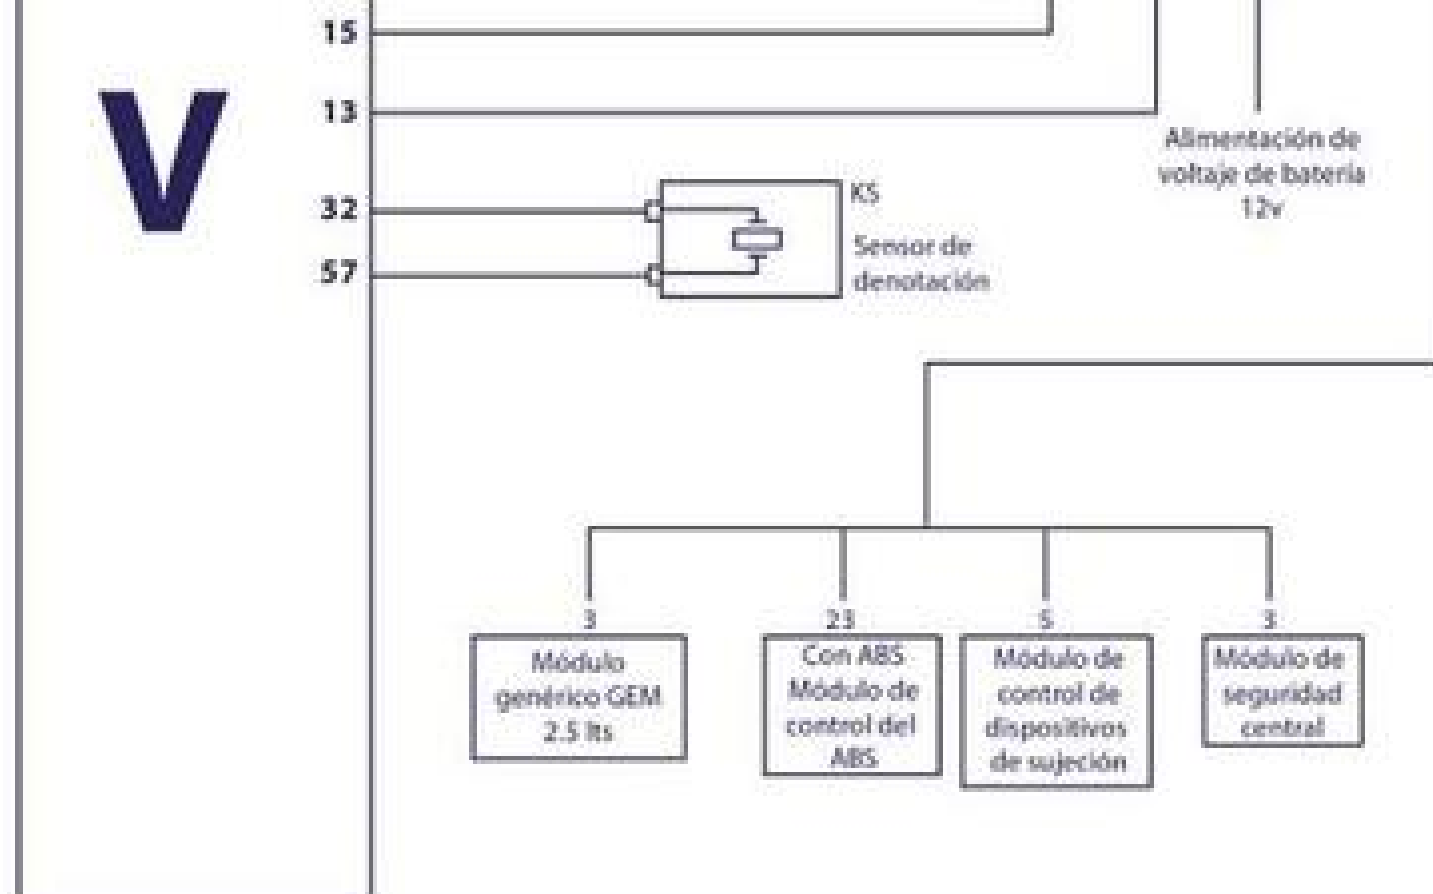 15
V
13
Alimentación de
voltaje de batería
12v
32
KS
57
Sensor de
denotación
3
23
5
3
Módulo
genérico GEM
2.5 lts
Con ABS
Módulo de
control del
ABS
Módulo de
control de
dispositivos
de sujeción
Módulo de
seguridad
central